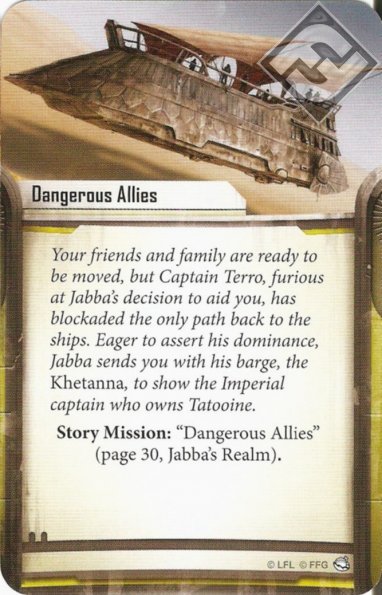 Dangerous Allies
Your friends and family are ready to
be moved, but Captain Terro, furious
at Jabba's decision to aid you, has
blockaded the only path back to the
ships. Eager to assert his dominance,
Jabba sends you with his barge, the
Khetanna, to show the Imperial
captain who owns Tatooine.
Story Mission: “Dangerous Allies”
(page 30, Jabba's Realm).
© LFL © FFG